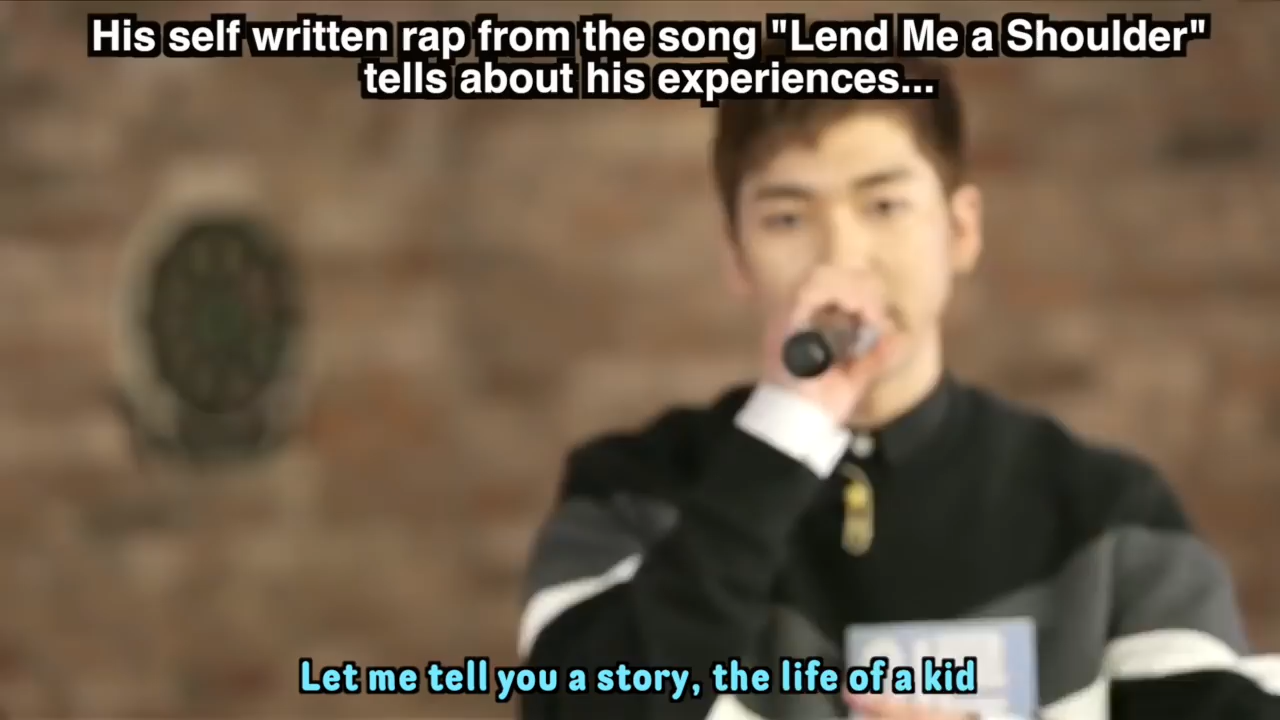 His self written rap from the song "Lend Me a Shoulder"
tells about his experiences...
Let me tell you a story, the life of a kid